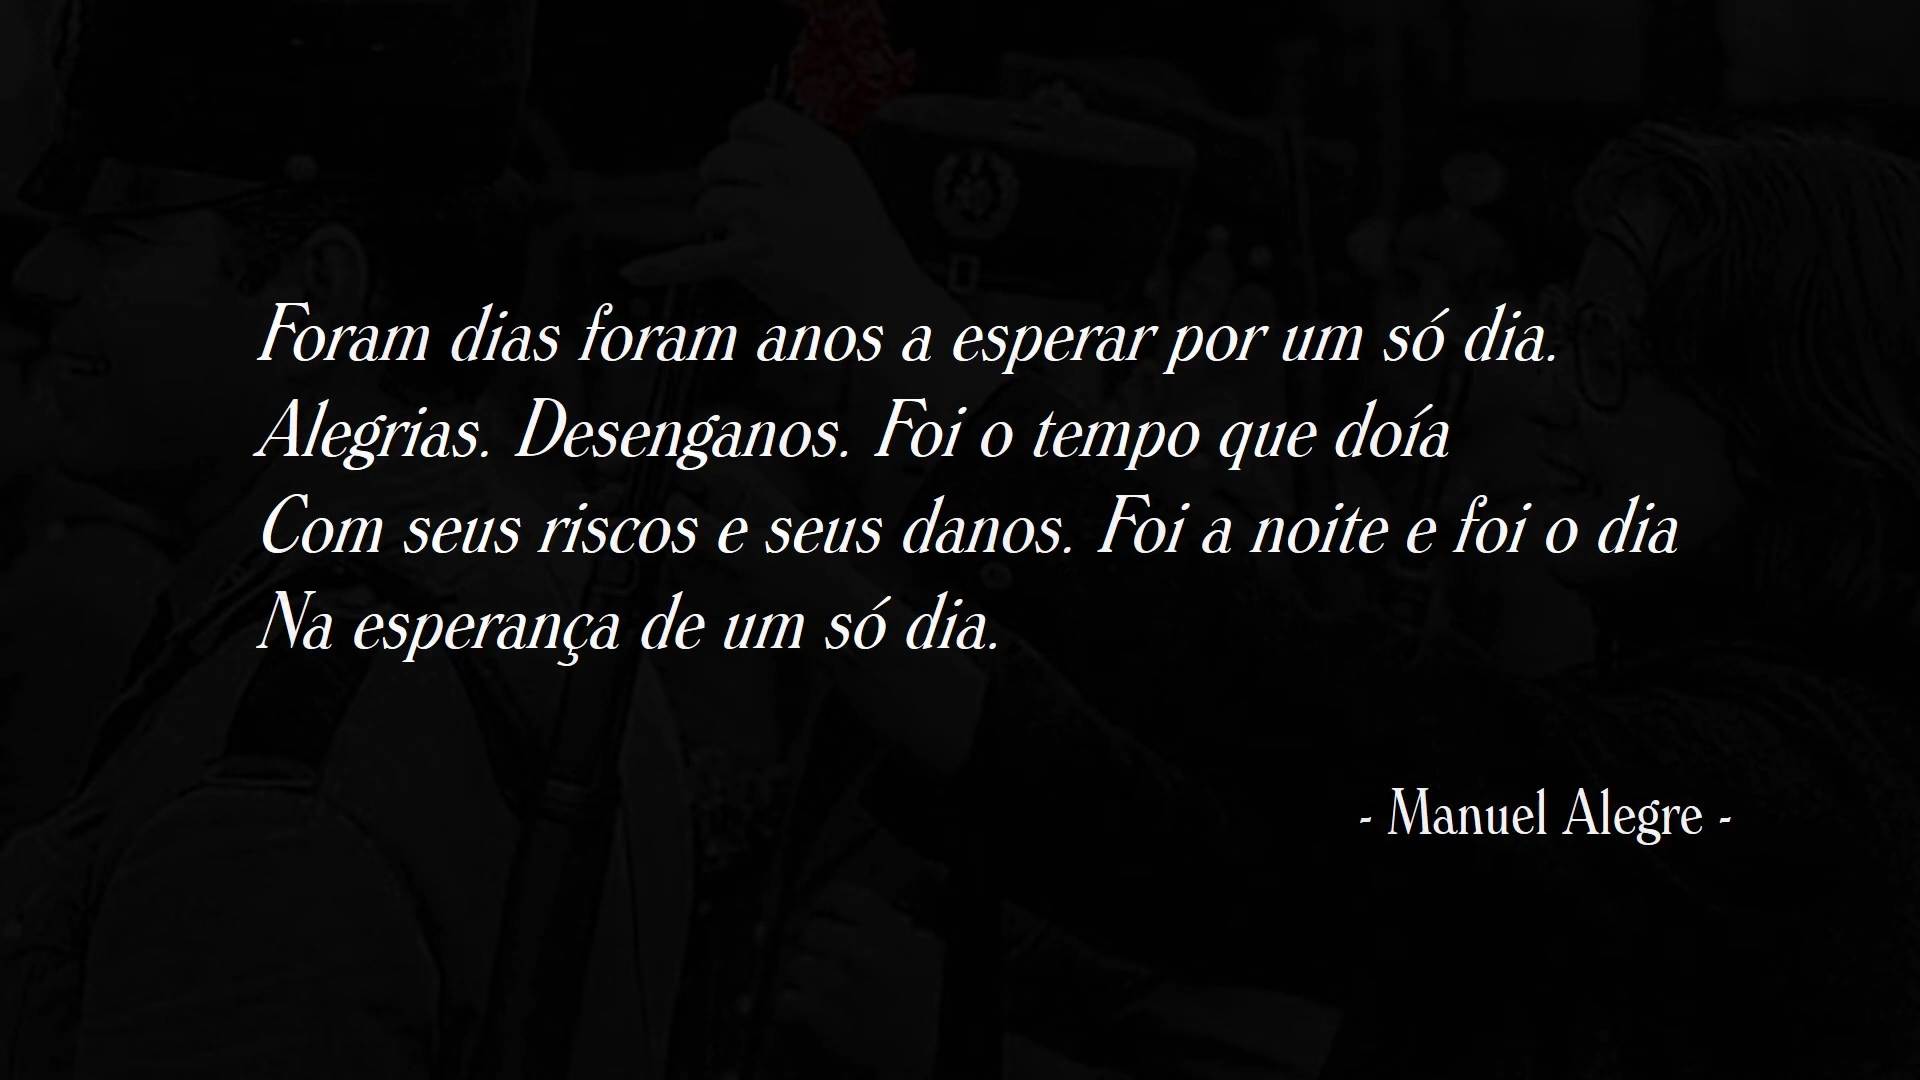 Foram dias foram anos a esperar por um só dia.
Alegrias. Desenganos. Foi o tempo que doía
Com seus riscos e seus danos. Foi a noite e foi o dia
Na esperança de um só dia.
- Manuel Alegre -